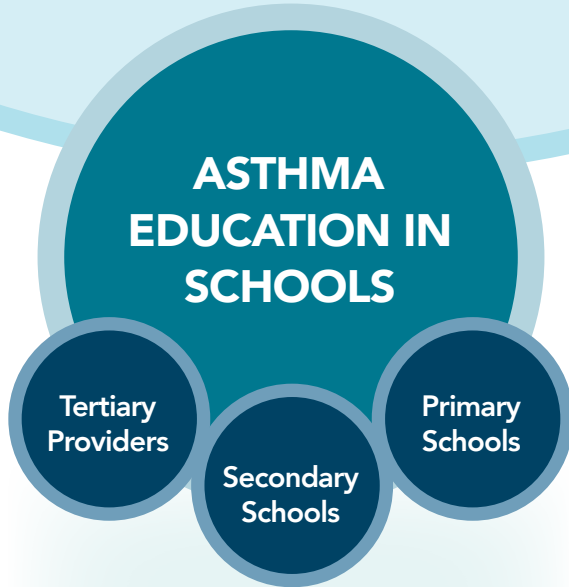 ASTHMA
EDUCATION IN
SCHOOLS
Tertiary
Providers
Secondary
Schools
Primary
Schools